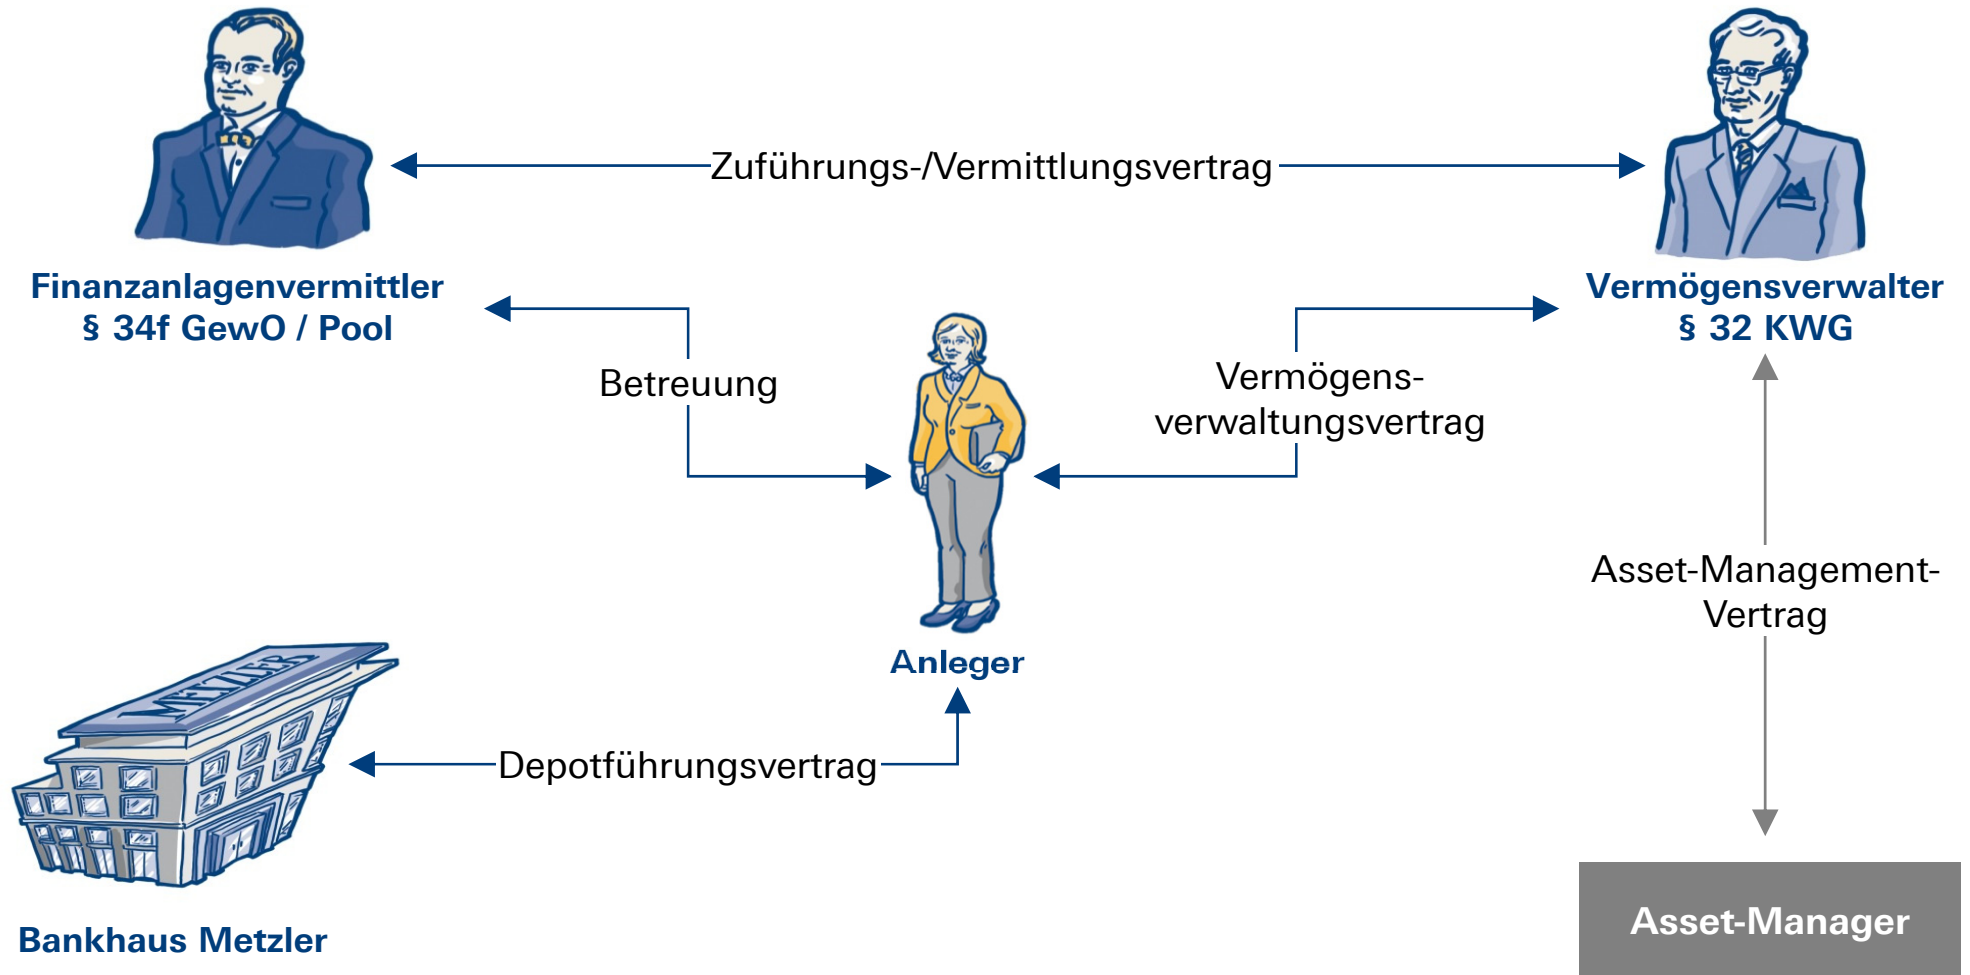 Zuführungs-/Vermittlungsvertrag
Finanzanlagenvermittler
§ 34f GewO / Pool
Vermögensverwalter
§ 32 KWG
Betreuung
Vermögens-
verwaltungsvertrag
Asset-Management-
Vertrag
Anleger
METZLER
Depotführungsvertrag
Asset-Manager
Bankhaus Metzler